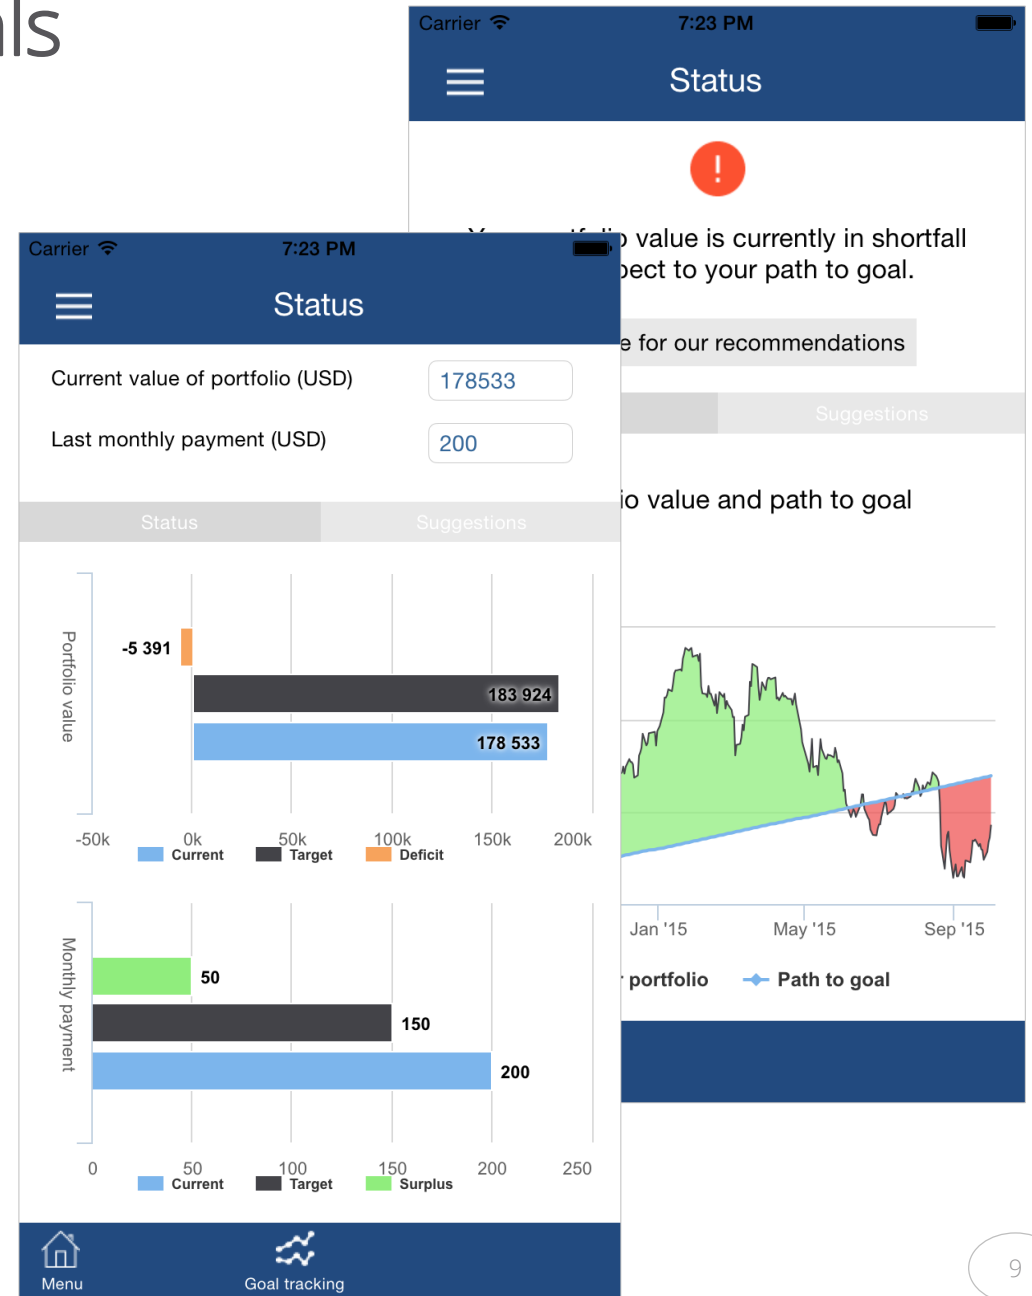 Carrier 7:23 PM
Status
!
value is currently in shortfall
to your path to goal.
for our recommendations
Suggestions
value and path to goal
Jan '15 May '15 Sep '15
portfolio Path to goal
Carrier 7:23 PM
Status
Current value of portfolio (USD) 178533
Last monthly payment (USD) 200
Status Suggestions
Portfolio value
-5 391
183 924
178 533
-50k 0k 50k 100k 150k 200k
Current Target Deficit
Monthly payment
50
150
200
0 50 100 150 200 250
Current Target Surplus
Menu Goal tracking
9